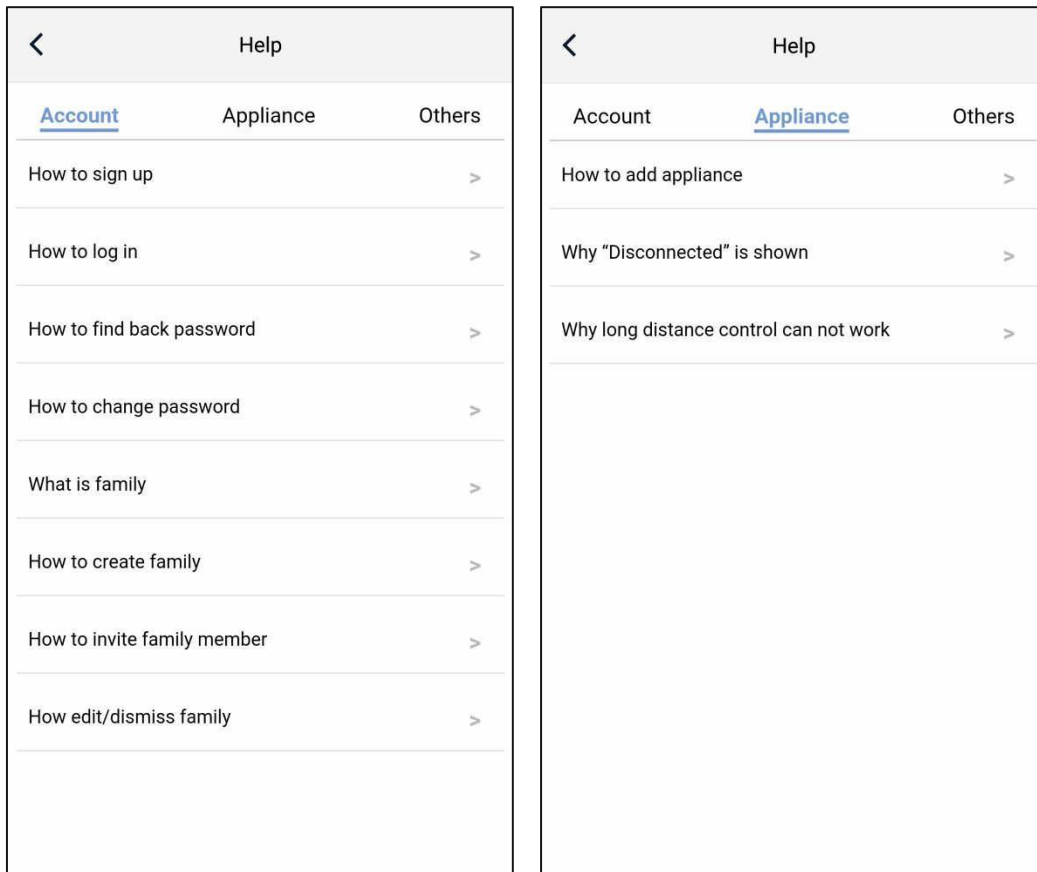 Help
Account Appliance Others
How to sign up >
How to log in >
How to find back password >
How to change password >
What is family >
How to create family >
How to invite family member >
How edit/dismiss family >
Help
Account Appliance Others
How to add appliance >
Why “Disconnected” is shown >
Why long distance control can not work >